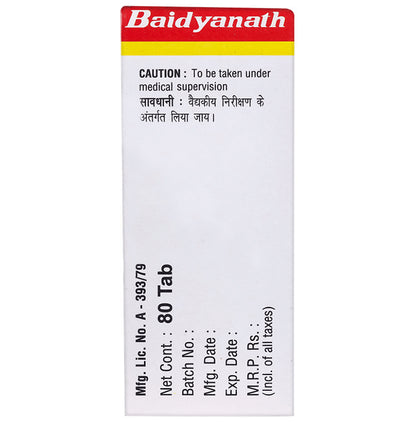 Baidyanath
CAUTION : To be taken under
medical supervision
सावधानी : वैद्यकीय निरीक्षण के
अंतर्गत लिया जाय।
Mfg. Lic. No. A - 393/79
Net Cont. : 80 Tab
Batch No. :
Mfg. Date :
Exp. Date :
M.R.P. Rs. :
(Incl. of all taxes)